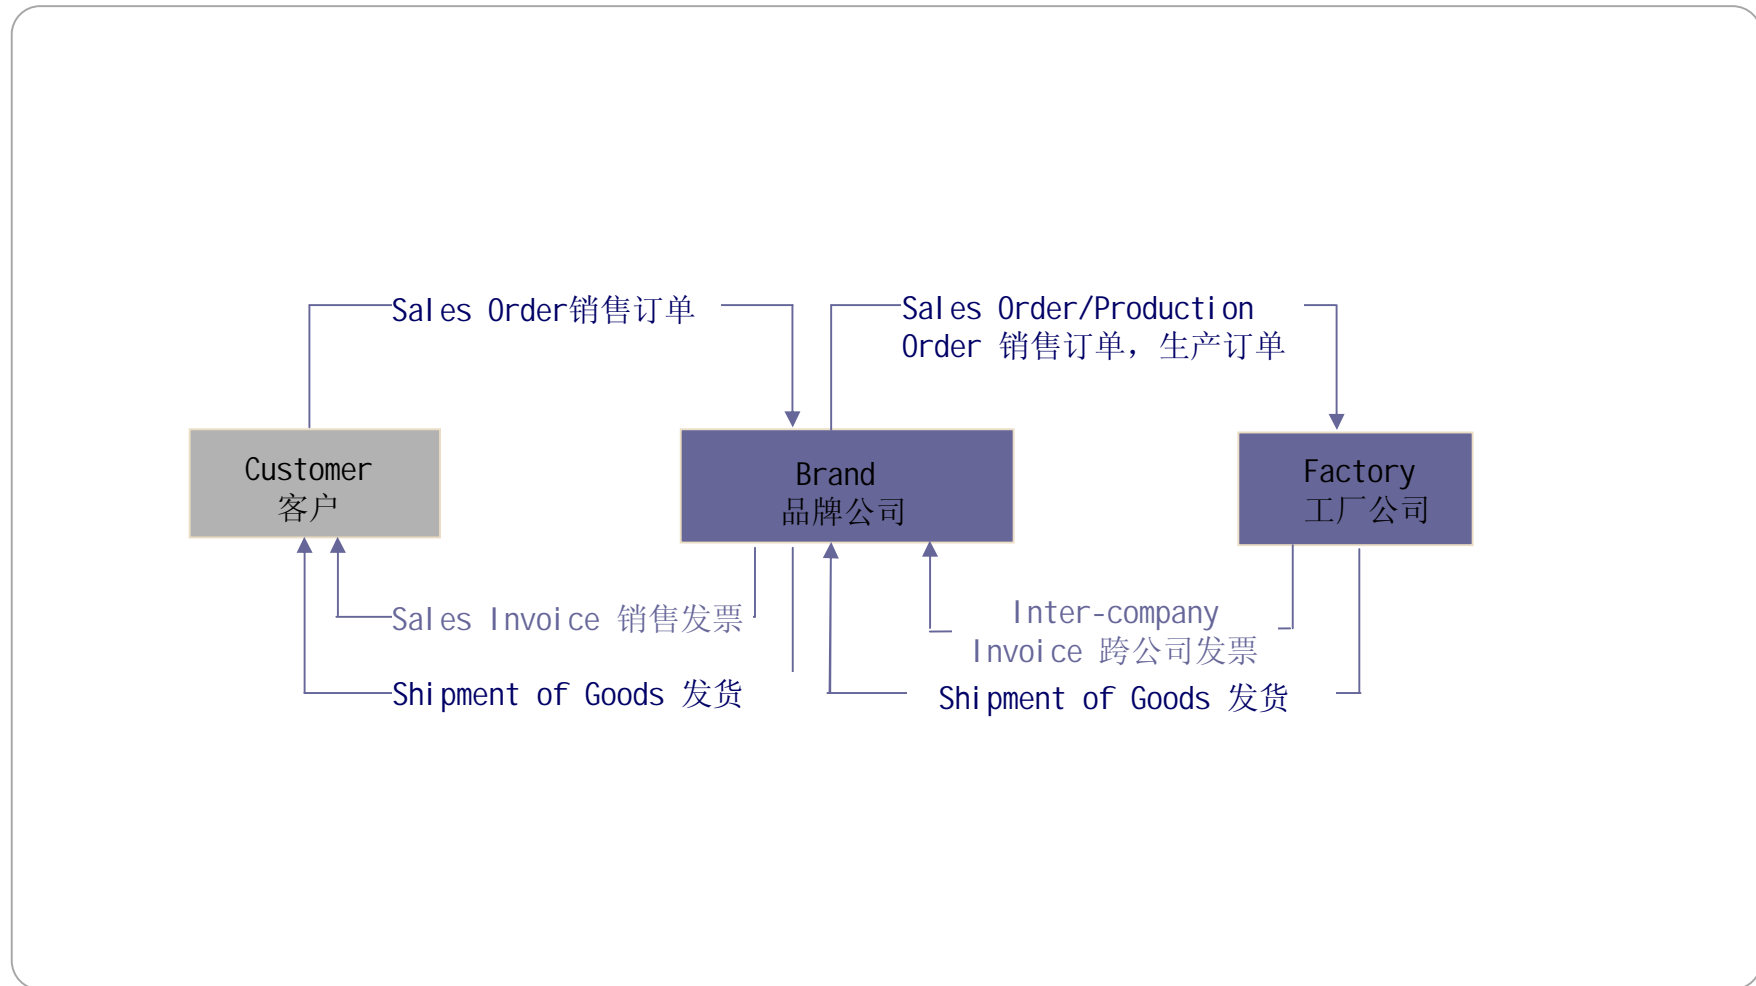 Sales Order销售订单
Sales Order/Production
Order 销售订单，生产订单
Customer
客户
Brand
品牌公司
Factory
工厂公司
Sales Invoice 销售发票
Inter-company
Invoice 跨公司发票
Shipment of Goods 发货
Shipment of Goods 发货